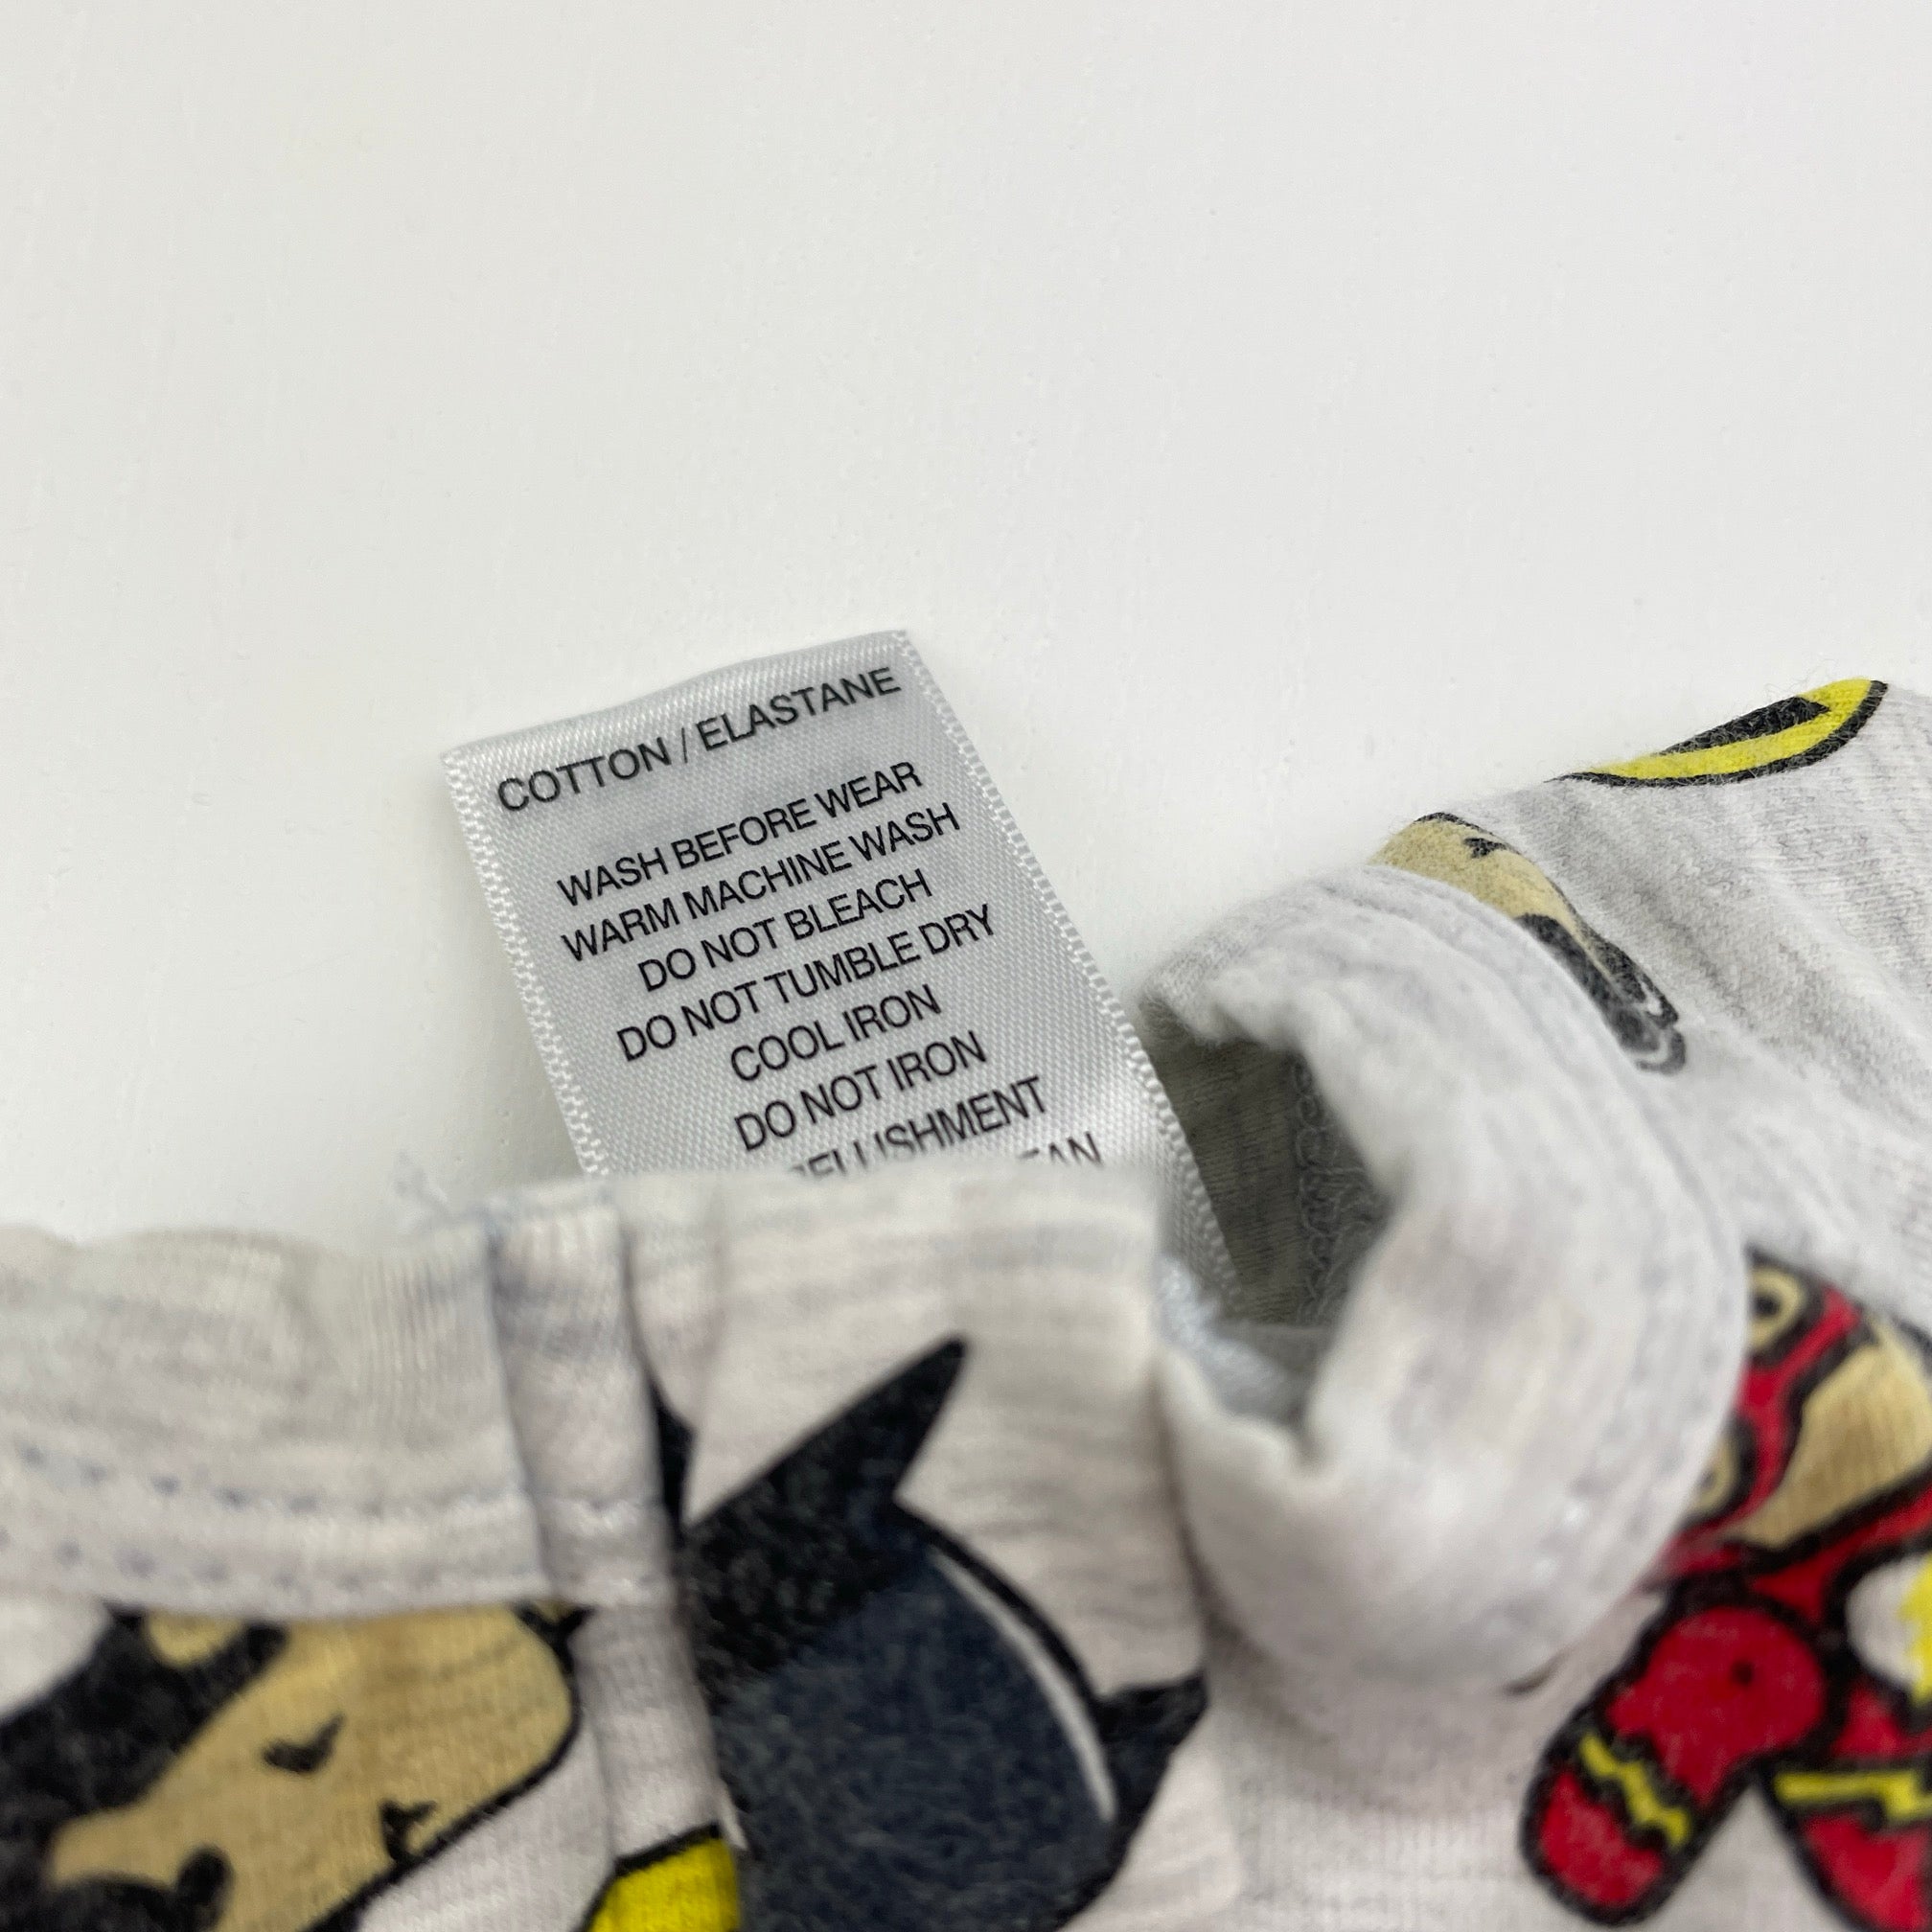 COTTON / ELASTANE
WASH BEFORE WEAR
WARM MACHINE WASH
DO NOT BLEACH
DO NOT TUMBLE DRY
COOL IRON
DO NOT IRON